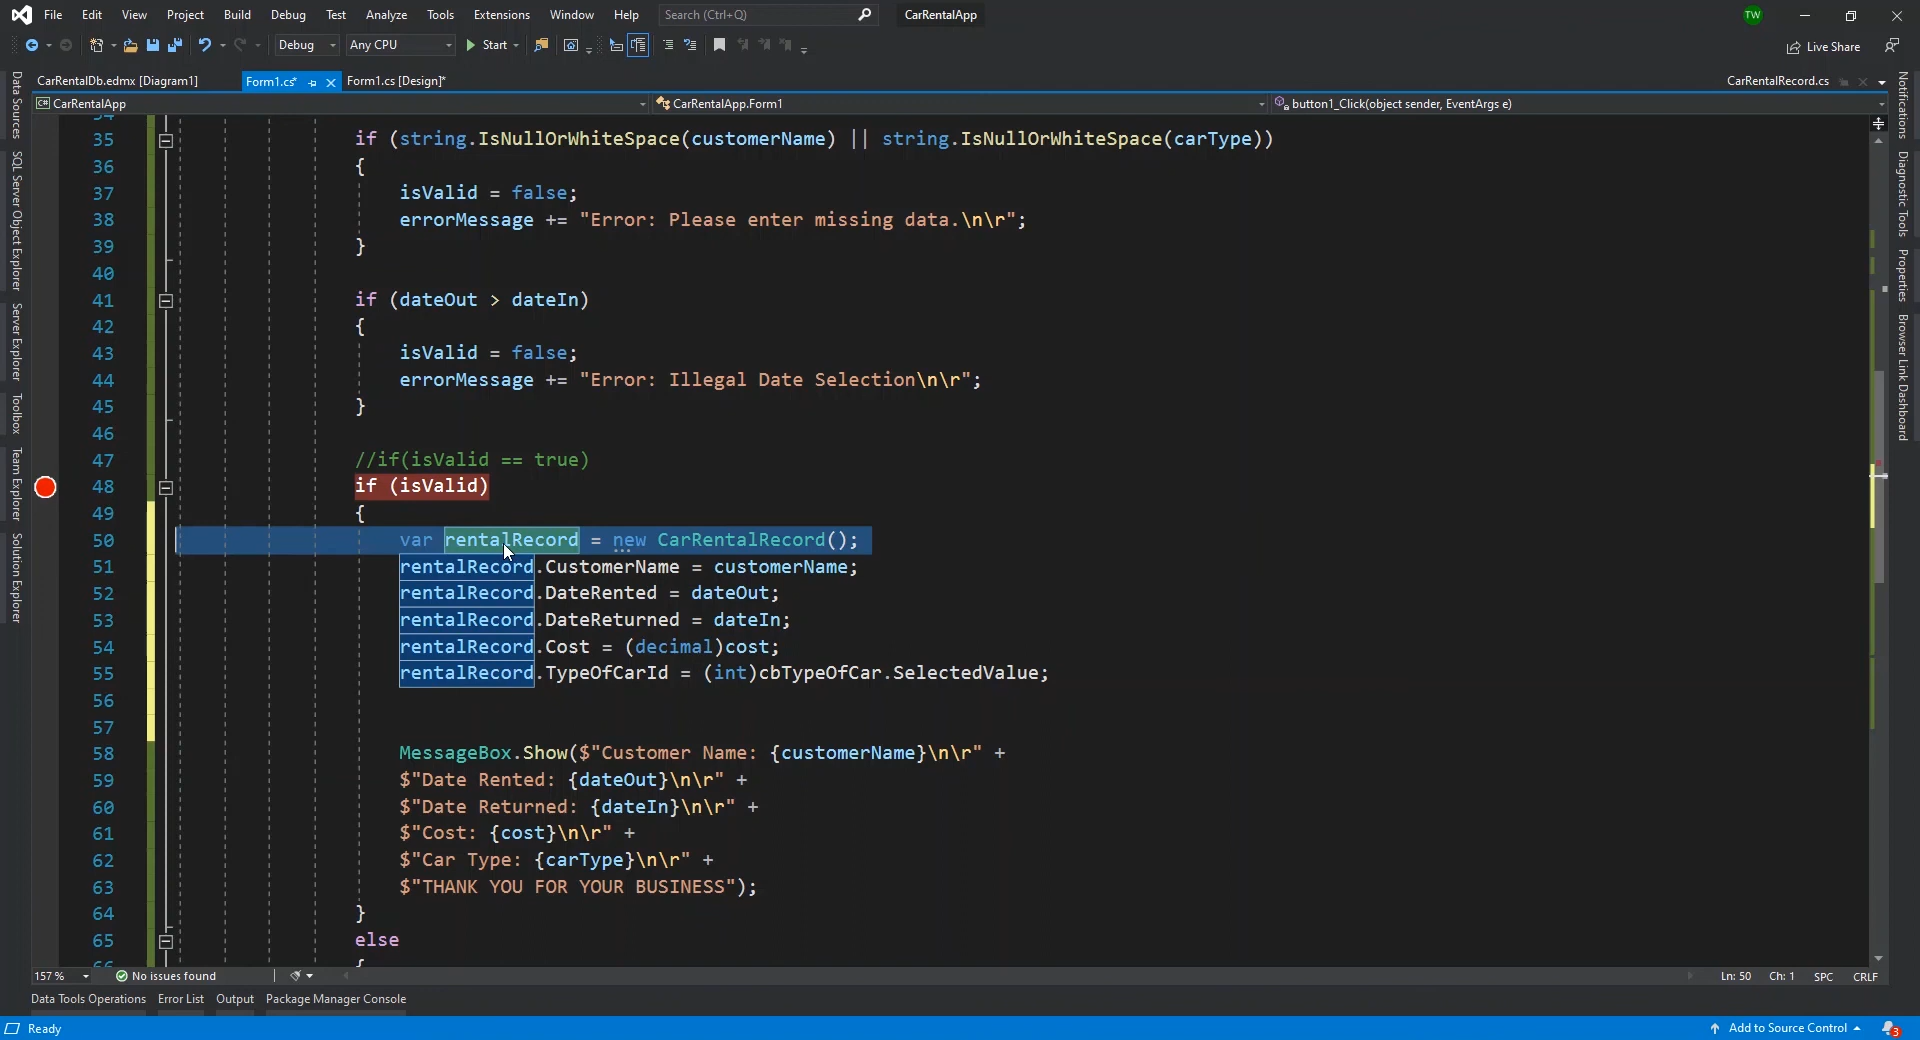 File Edit View Project Build Debug Test Analyze Tools Extensions Window Help Search (Ctrl+Q) CarRentalApp TW
Debug Any CPU Start Live Share
CarRentalDb.edmx [Diagram1] Form1.cs* Form1.cs [Design]* CarRentalRecord.cs
CarRentalApp CarRentalApp.Form1 button1_Click(object sender, EventArgs e)
Data Sources
SQL Server Object Explorer
Server Explorer
Toolbox
Team Explorer
Solution Explorer
34
35 if (string.IsNullOrWhiteSpace(customerName) || string.IsNullOrWhiteSpace(carType))
36 {
37 isValid = false;
38 errorMessage += "Error: Please enter missing data.\n\r";
39 }
40
41 if (dateOut > dateIn)
42 {
43 isValid = false;
44 errorMessage += "Error: Illegal Date Selection\n\r";
45 }
46
47 //if(isValid == true)
48 if (isValid)
49 {
50 var rentalRecord = new CarRentalRecord();
51 rentalRecord.CustomerName = customerName;
52 rentalRecord.DateRented = dateOut;
53 rentalRecord.DateReturned = dateIn;
54 rentalRecord.Cost = (decimal)cost;
55 rentalRecord.TypeOfCarId = (int)cbTypeOfCar.SelectedValue;
56
57
58 MessageBox.Show($"Customer Name: {customerName}\n\r" +
59 $"Date Rented: {dateOut}\n\r" +
60 $"Date Returned: {dateIn}\n\r" +
61 $"Cost: {cost}\n\r" +
62 $"Car Type: {carType}\n\r" +
63 $"THANK YOU FOR YOUR BUSINESS");
64 }
65 else
66 {
Notifications
Diagnostic Tools
Properties
Browser Link Dashboard
157 % No issues found Ln: 50 Ch: 1 SPC CRLF
Data Tools Operations Error List Output Package Manager Console
Ready Add to Source Control 3